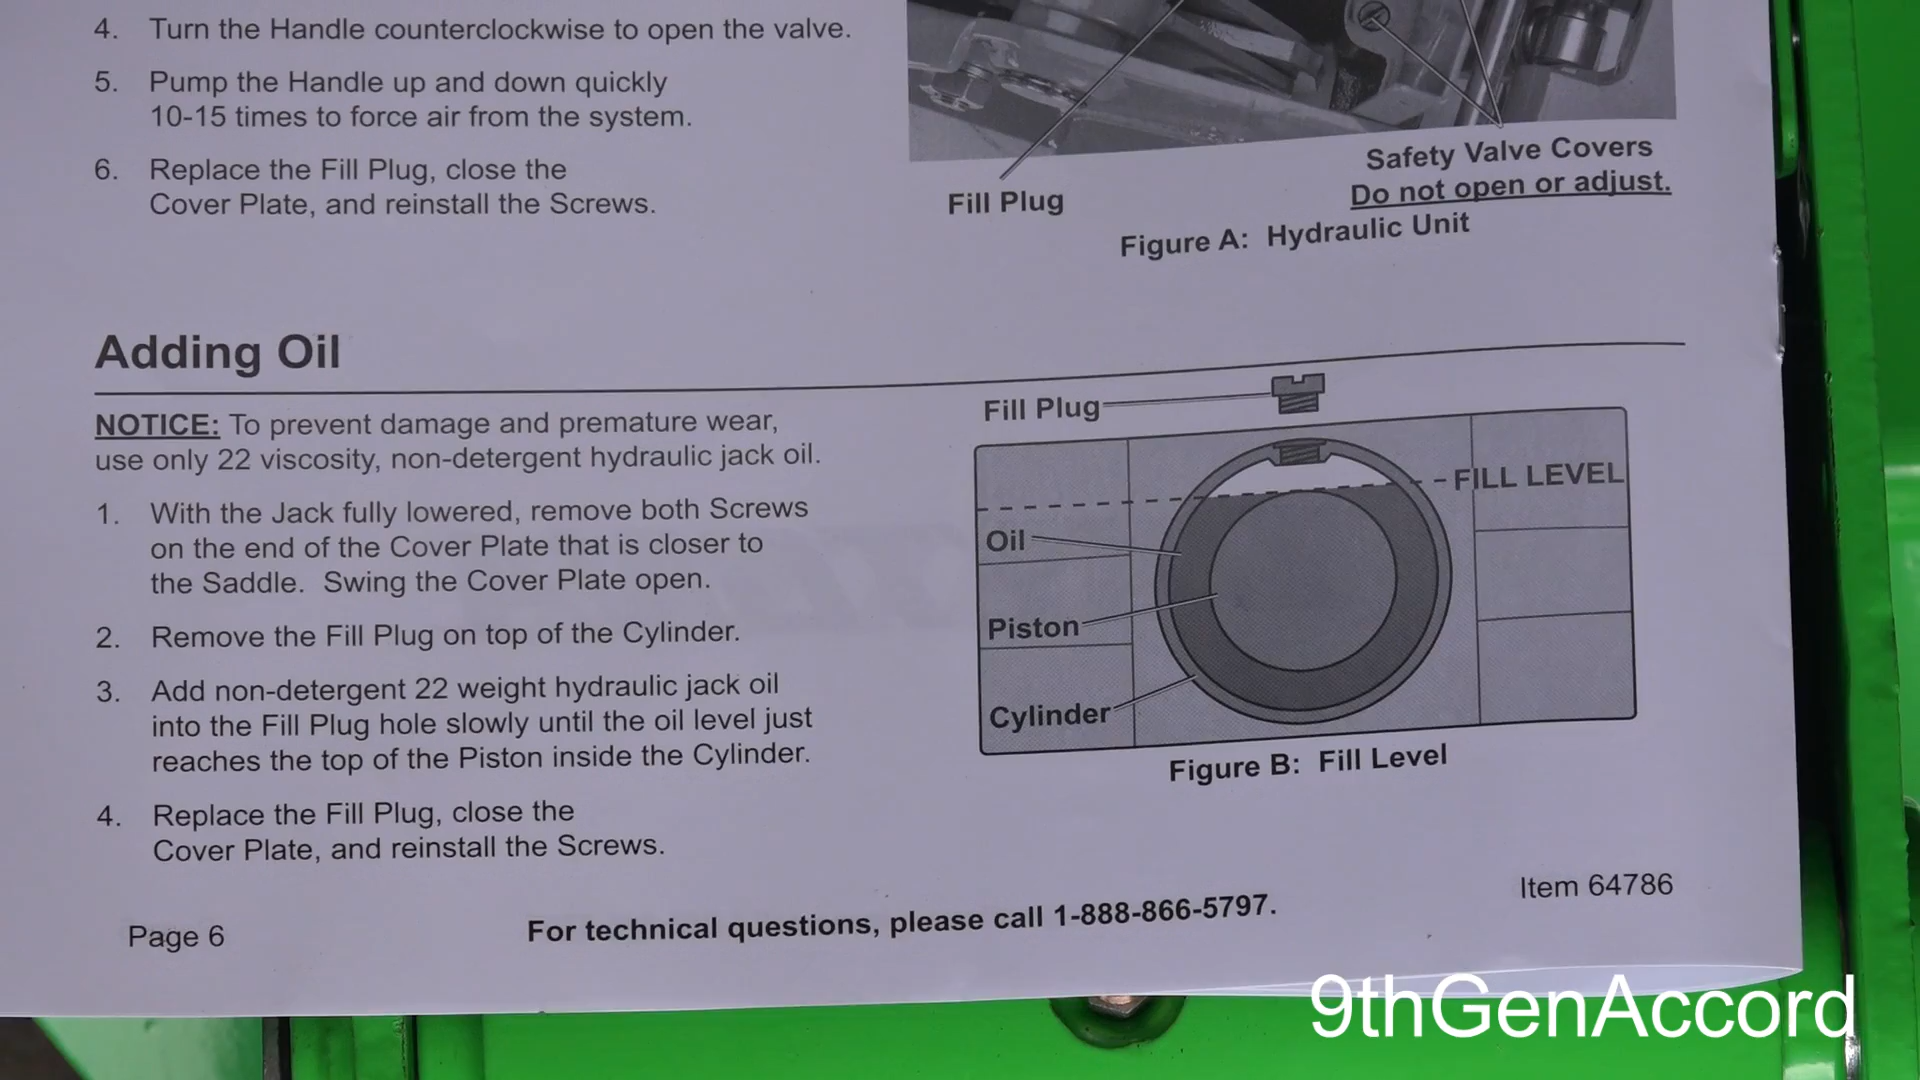 4. Turn the Handle counterclockwise to open the valve.
5. Pump the Handle up and down quickly
10-15 times to force air from the system.
6. Replace the Fill Plug, close the
Cover Plate, and reinstall the Screws.
Fill Plug
Safety Valve Covers
Do not open or adjust.
Figure A: Hydraulic Unit
Adding Oil
NOTICE: To prevent damage and premature wear,
use only 22 viscosity, non-detergent hydraulic jack oil.
1. With the Jack fully lowered, remove both Screws
on the end of the Cover Plate that is closer to
the Saddle. Swing the Cover Plate open.
2. Remove the Fill Plug on top of the Cylinder.
3. Add non-detergent 22 weight hydraulic jack oil
into the Fill Plug hole slowly until the oil level just
reaches the top of the Piston inside the Cylinder.
4. Replace the Fill Plug, close the
Cover Plate, and reinstall the Screws.
Fill Plug
FILL LEVEL
Oil
Piston
Cylinder
Figure B: Fill Level
Page 6
For technical questions, please call 1-888-866-5797.
Item 64786
9thGenAccord